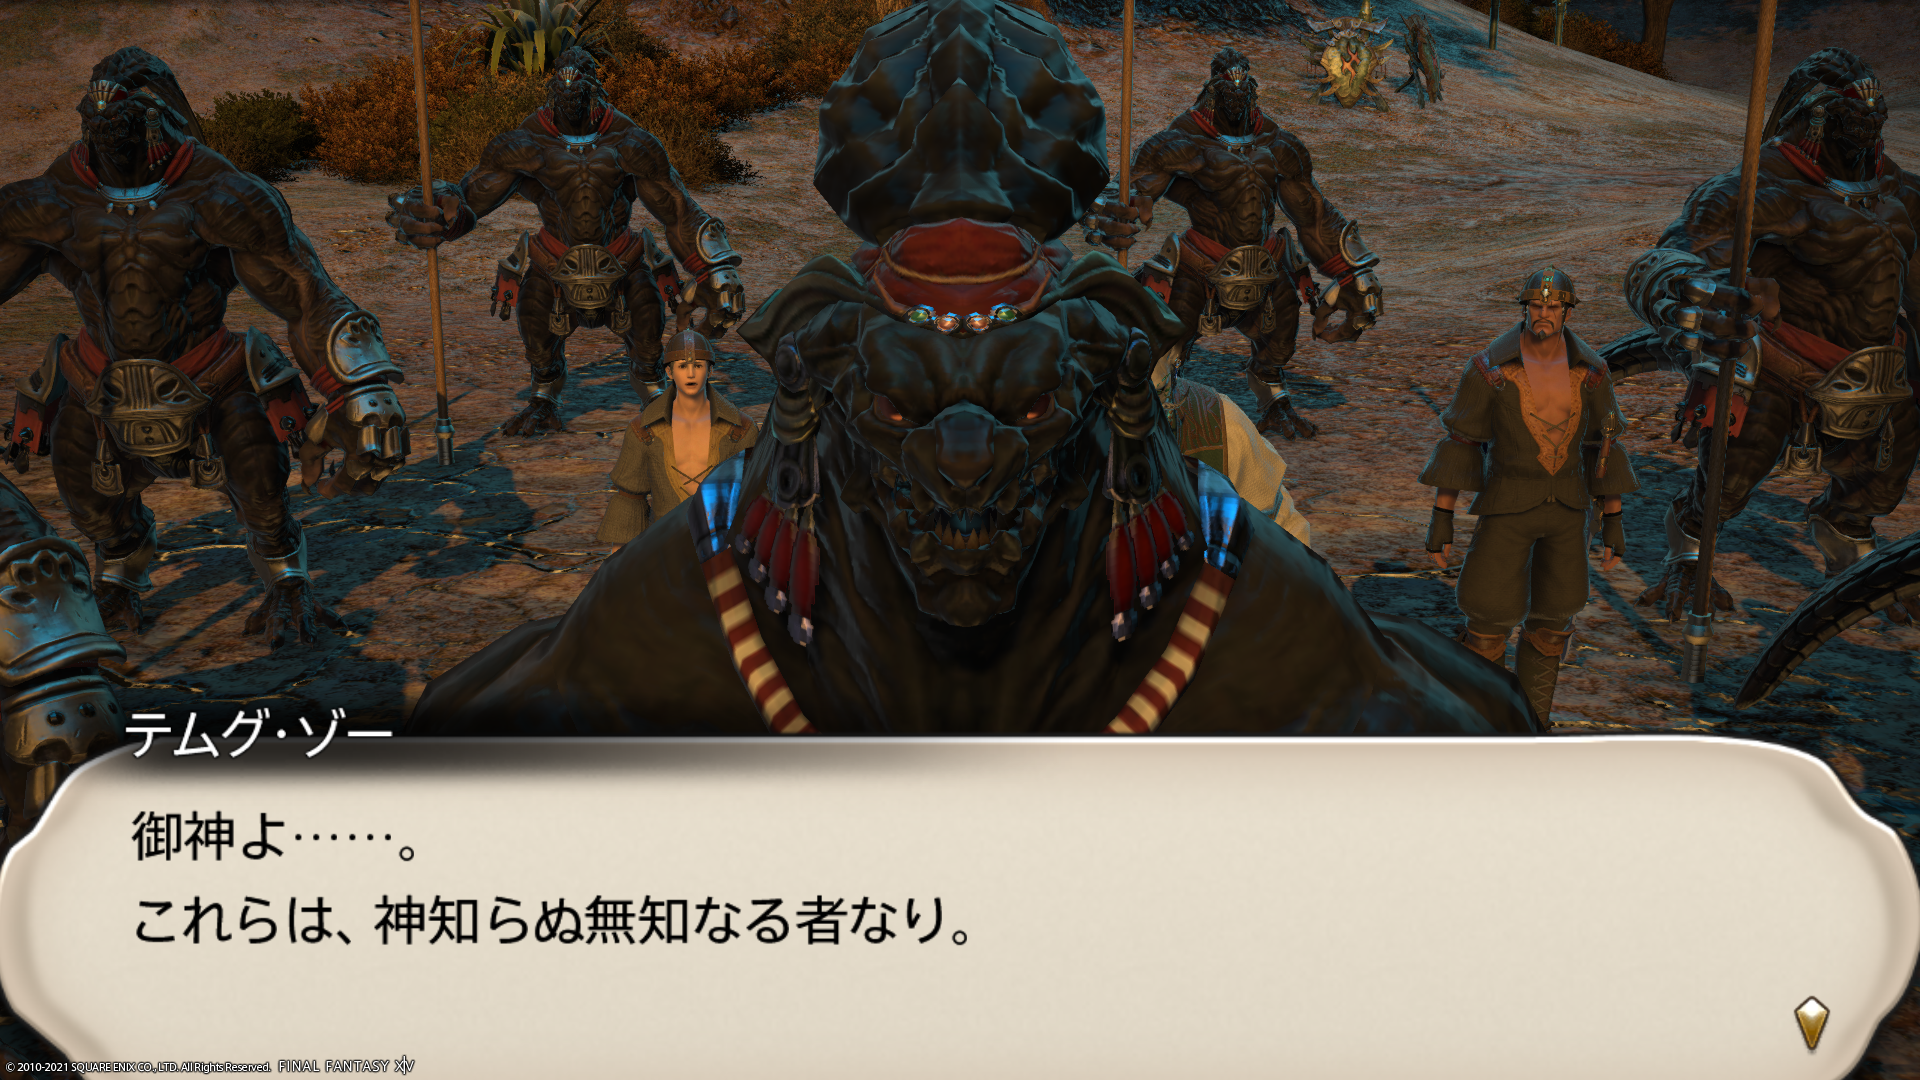 テムグ・ゾー
御神よ……。
これらは、神知らぬ無知なる者なり。
© 2010-2021 SQUARE ENIX CO., LTD. All Rights Reserved. FINAL FANTASY XIV